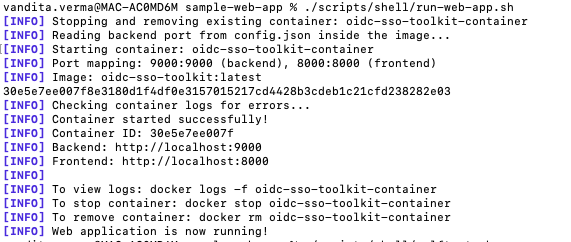 vandita.verma@MAC-AC0MD6M sample-web-app % ./scripts/shell/run-web-app.sh
[INFO] Stopping and removing existing container: oidc-sso-toolkit-container
[INFO] Reading backend port from config.json inside the image...
[INFO] Starting container: oidc-sso-toolkit-container
[INFO] Port mapping: 9000:9000 (backend), 8000:8000 (frontend)
[INFO] Image: oidc-sso-toolkit:latest
30e5e7ee007f8e3180d1f4df0e3157015217cd4428b3cdeb1c21cfd238282e03
[INFO] Checking container logs for errors...
[INFO] Container started successfully!
[INFO] Container ID: 30e5e7ee007f
[INFO] Backend: http://localhost:9000
[INFO] Frontend: http://localhost:8000
[INFO]
[INFO] To view logs: docker logs -f oidc-sso-toolkit-container
[INFO] To stop container: docker stop oidc-sso-toolkit-container
[INFO] To remove container: docker rm oidc-sso-toolkit-container
[INFO] Web application is now running!